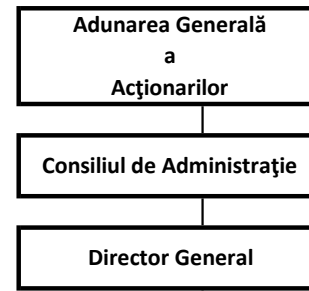 Adunarea Generală
a
Acţionarilor
Consiliul de Administraţie
Director General